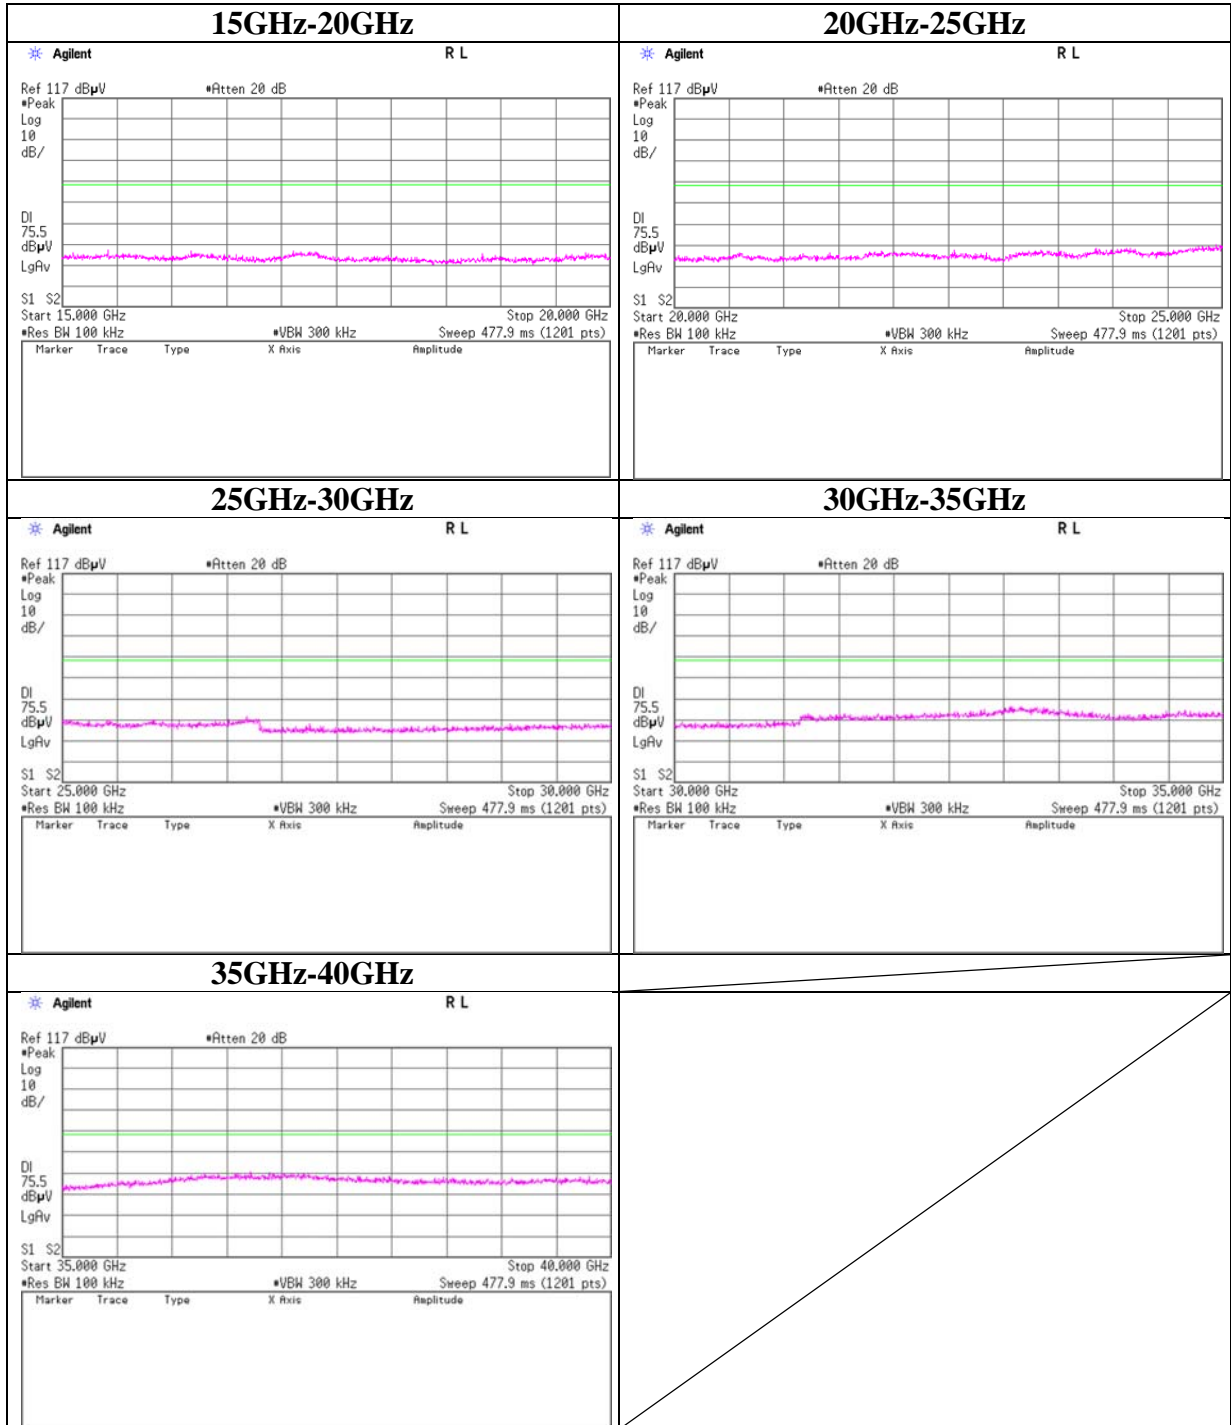 15GHz-20GHz
Agilent R L
Ref 117 dBµV #Atten 20 dB
#Peak
Log
10
dB/
DI
75.5
dBµV
LgAv
S1 S2
Start 15.000 GHz Stop 20.000 GHz
#Res BW 100 kHz #VBW 300 kHz Sweep 477.9 ms (1201 pts)
Marker Trace Type X Axis Amplitude
20GHz-25GHz
Agilent R L
Ref 117 dBµV #Atten 20 dB
#Peak
Log
10
dB/
DI
75.5
dBµV
LgAv
S1 S2
Start 20.000 GHz Stop 25.000 GHz
#Res BW 100 kHz #VBW 300 kHz Sweep 477.9 ms (1201 pts)
Marker Trace Type X Axis Amplitude
25GHz-30GHz
Agilent R L
Ref 117 dBµV #Atten 20 dB
#Peak
Log
10
dB/
DI
75.5
dBµV
LgAv
S1 S2
Start 25.000 GHz Stop 30.000 GHz
#Res BW 100 kHz #VBW 300 kHz Sweep 477.9 ms (1201 pts)
Marker Trace Type X Axis Amplitude
30GHz-35GHz
Agilent R L
Ref 117 dBµV #Atten 20 dB
#Peak
Log
10
dB/
DI
75.5
dBµV
LgAv
S1 S2
Start 30.000 GHz Stop 35.000 GHz
#Res BW 100 kHz #VBW 300 kHz Sweep 477.9 ms (1201 pts)
Marker Trace Type X Axis Amplitude
35GHz-40GHz
Agilent R L
Ref 117 dBµV #Atten 20 dB
#Peak
Log
10
dB/
DI
75.5
dBµV
LgAv
S1 S2
Start 35.000 GHz Stop 40.000 GHz
#Res BW 100 kHz #VBW 300 kHz Sweep 477.9 ms (1201 pts)
Marker Trace Type X Axis Amplitude